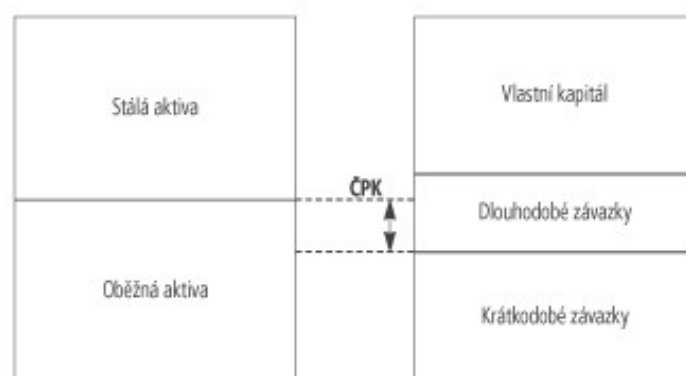 Stálá aktiva
Vlastní kapitál
ČPK
Dlouhodobé závazky
Oběžná aktiva
Krátkodobé závazky